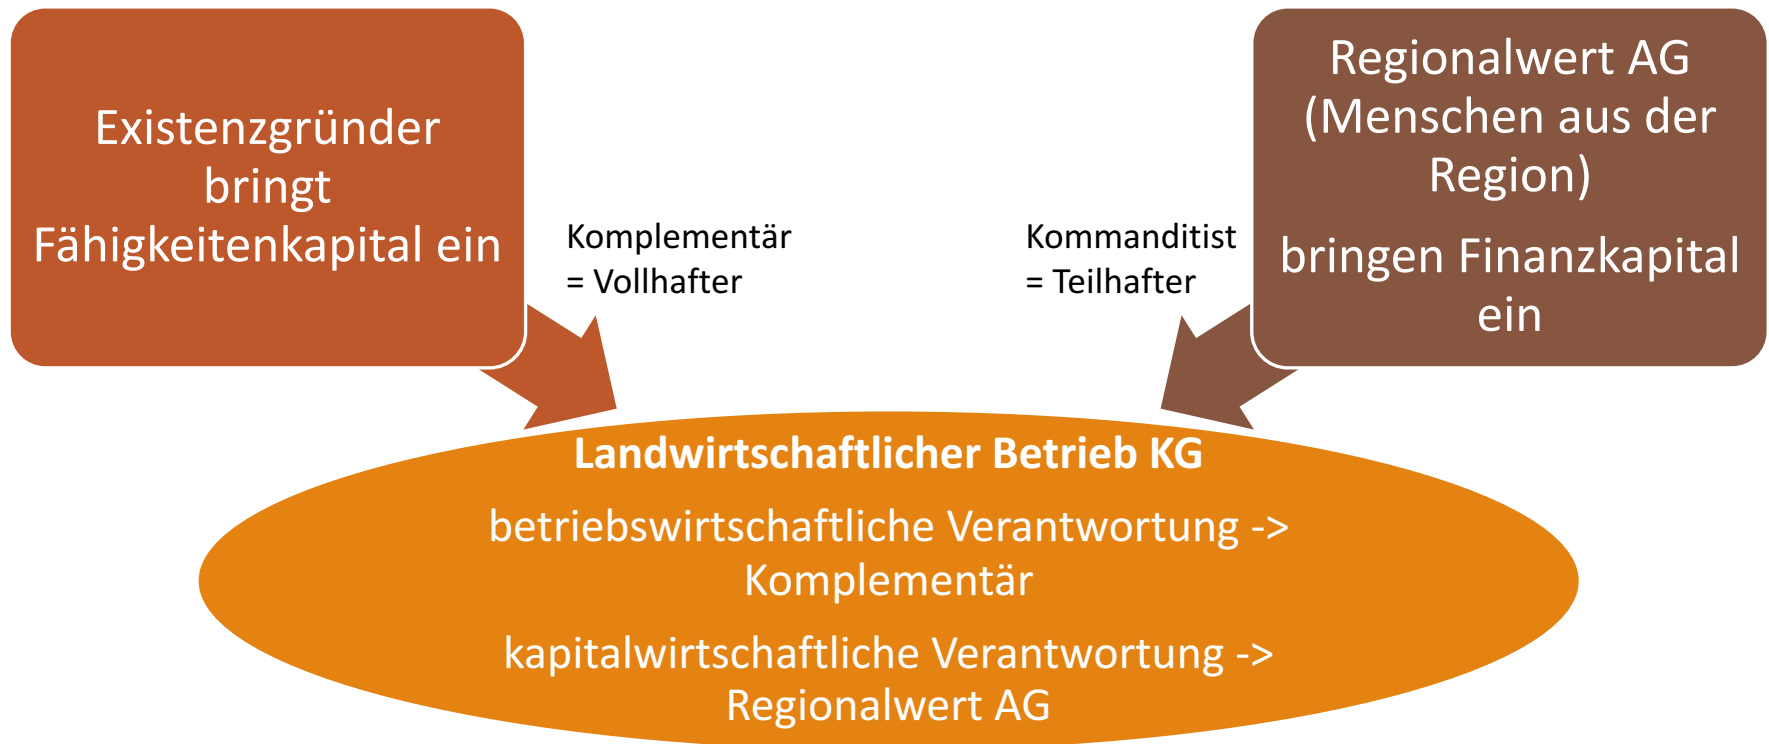 Existenzgründer
bringt
Fähigkeitenkapital ein
Komplementär
= Vollhafter
Kommanditist
= Teilhafter
Regionalwert AG
(Menschen aus der
Region)
bringen Finanzkapital
ein
Landwirtschaftlicher Betrieb KG
betriebswirtschaftliche Verantwortung ->
Komplementär
kapitalwirtschaftliche Verantwortung ->
Regionalwert AG